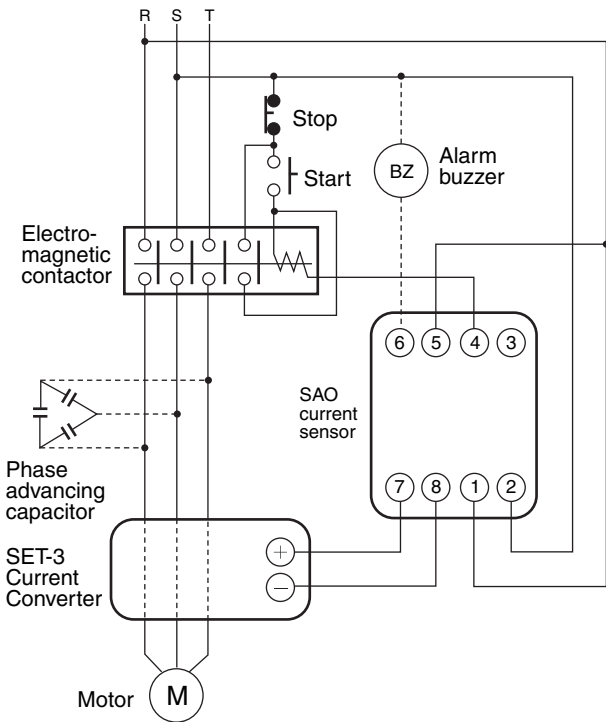 R S T
Stop
Start
BZ
Alarm
buzzer
Electro-
magnetic
contactor
6 5 4 3
SAO
current
sensor
7 8 1 2
Phase
advancing
capacitor
SET-3
Current
Converter
+
−
Motor
M